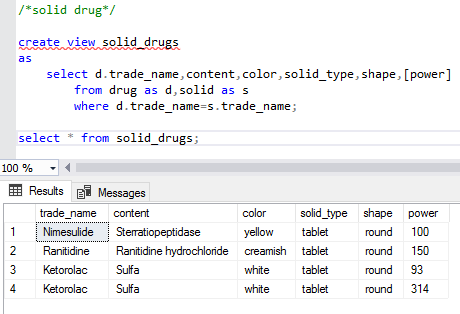 /*solid drug*/
create view solid_drugs
as
select d.trade_name,content,color,solid_type,shape,[power]
from drug as d,solid as s
where d.trade_name=s.trade_name;
select * from solid_drugs;
100 %
Results Messages
trade_name content color solid_type shape power
1 Nimesulide Sterratiopeptidase yellow tablet round 100
2 Ranitidine Ranitidine hydrochloride creamish tablet round 150
3 Ketorolac Sulfa white tablet round 93
4 Ketorolac Sulfa white tablet round 314